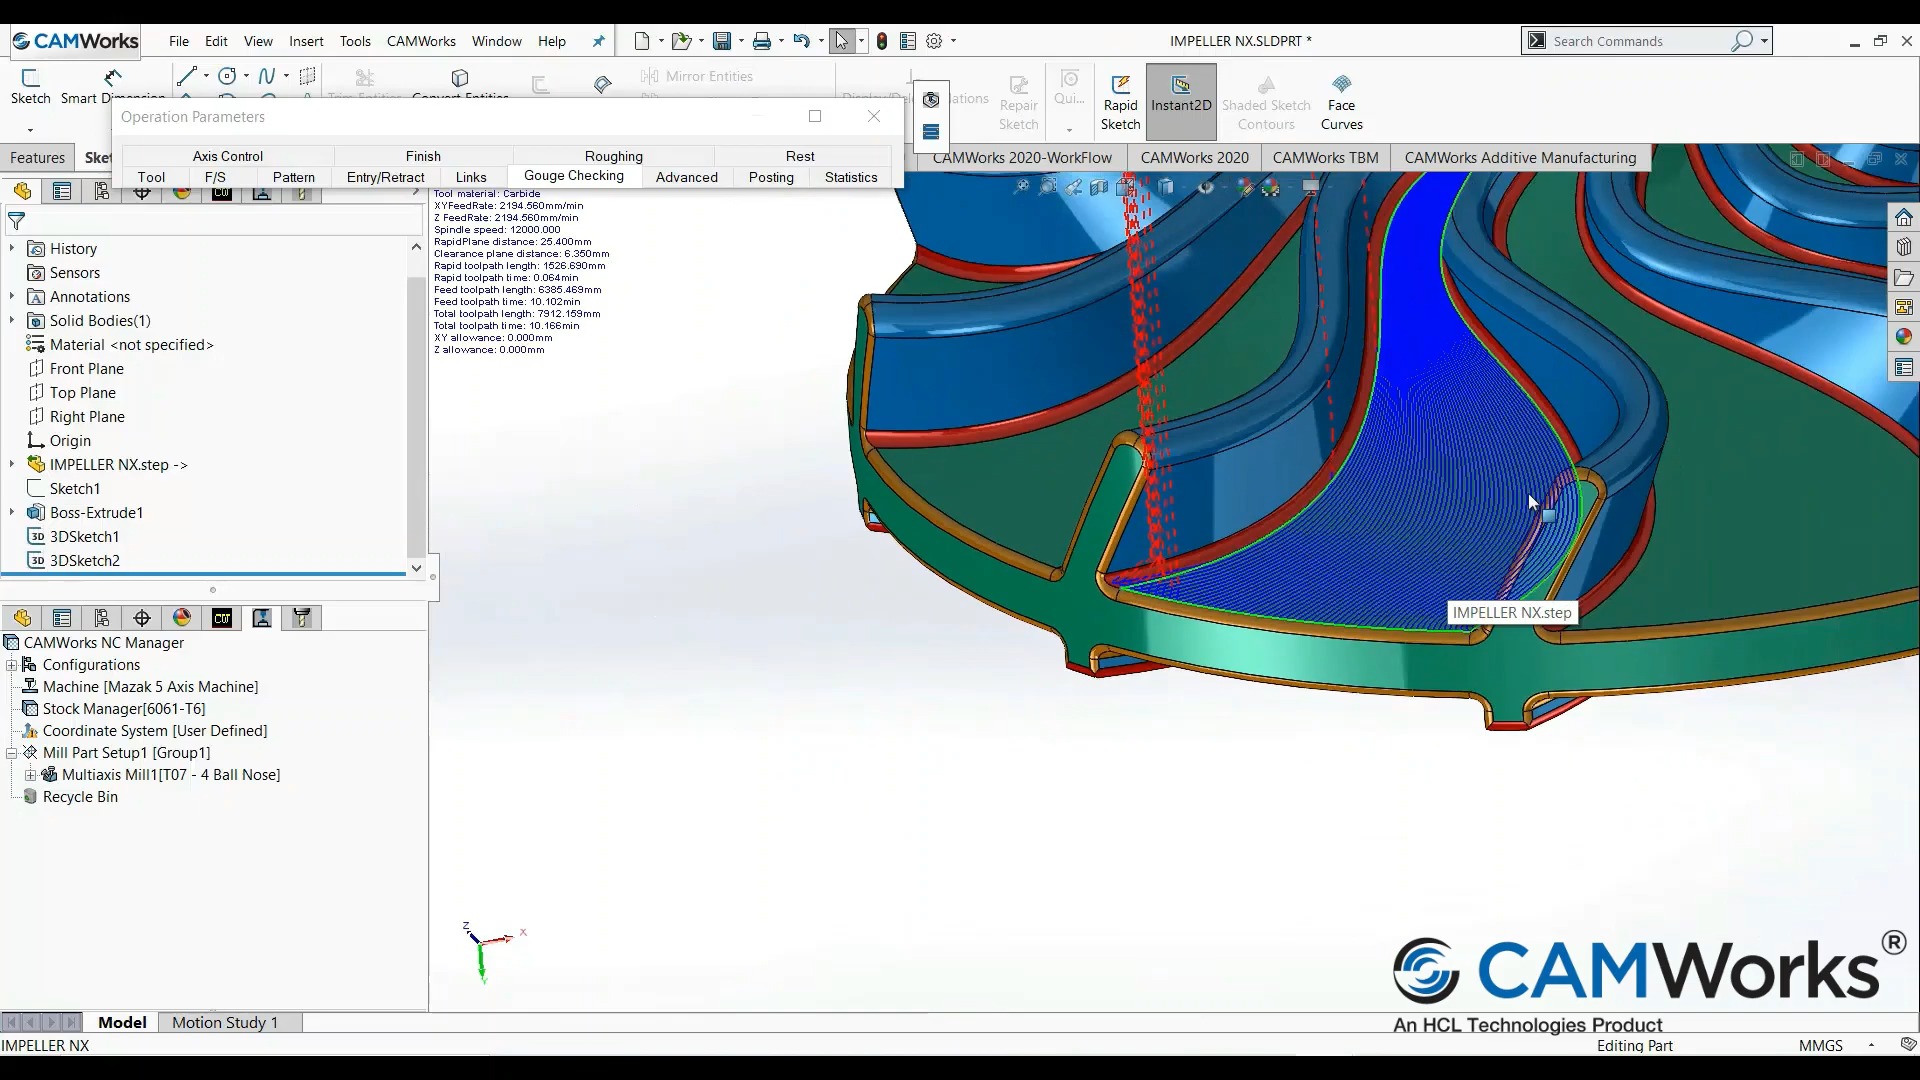 CAMWorks
File Edit View Insert Tools CAMWorks Window Help
IMPELLER NX.SLDPRT *
Search Commands
Sketch
Smart Dimension
Mirror Entities
Repair Sketch
Qui...
Rapid Sketch
Instant2D
Shaded Sketch Contours
Face Curves
Operation Parameters
Axis Control Finish Roughing Rest
Tool F/S Pattern Entry/Retract Links Gouge Checking Advanced Posting Statistics
Features
CAMWorks 2020-WorkFlow CAMWorks 2020 CAMWorks TBM CAMWorks Additive Manufacturing
History
Sensors
Annotations
Solid Bodies(1)
Material <not specified>
Front Plane
Top Plane
Right Plane
Origin
IMPELLER NX.step ->
Sketch1
Boss-Extrude1
3DSketch1
3DSketch2
Tool material: Carbide
XYFeedRate: 2194.560mm/min
Z FeedRate: 2194.560mm/min
Spindle speed: 12000.000
RapidPlane distance: 25.400mm
Clearance plane distance: 6.350mm
Rapid toolpath length: 1526.690mm
Rapid toolpath time: 0.064min
Feed toolpath length: 6385.469mm
Feed toolpath time: 10.102min
Total toolpath length: 7912.159mm
Total toolpath time: 10.166min
XY allowance: 0.000mm
Z allowance: 0.000mm
IMPELLER NX.step
CAMWorks NC Manager
Configurations
Machine [Mazak 5 Axis Machine]
Stock Manager[6061-T6]
Coordinate System [User Defined]
Mill Part Setup1 [Group1]
Multiaxis Mill1[T07 - 4 Ball Nose]
Recycle Bin
Z
X
CAMWorks®
An HCL Technologies Product
Model Motion Study 1
IMPELLER NX
Editing Part
MMGS